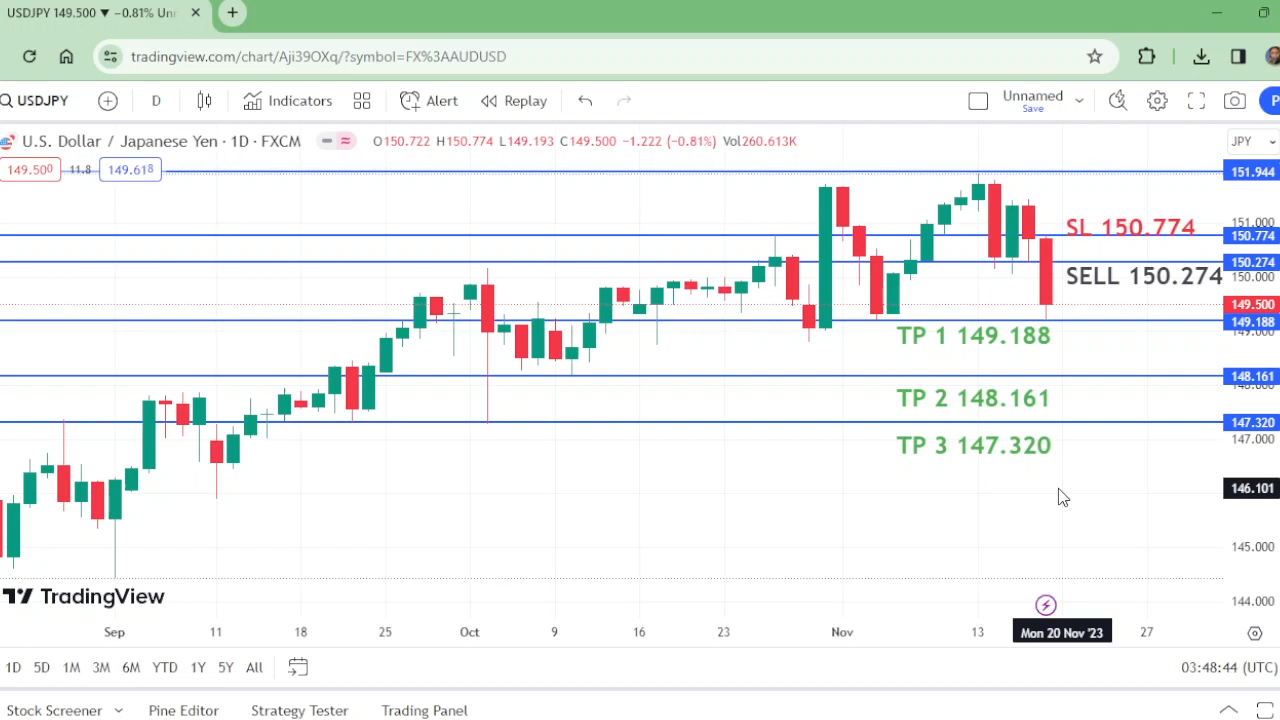 USDJPY 149.500 ▼ −0.81% Unr
tradingview.com/chart/Aji39OXq/?symbol=FX%3AAUDUSD
USDJPY D Indicators Alert Replay Unnamed
Save
U.S. Dollar / Japanese Yen · 1D · FXCM O150.722 H150.774 L149.193 C149.500 −1.222 (−0.81%) Vol260.613K JPY
149.500 11.8 149.618
151.944
151.000
SL 150.774
150.774
150.274
SELL 150.274
150.000
149.500
149.188
149.000
TP 1 149.188
148.161
148.000
TP 2 148.161
147.320
147.000
TP 3 147.320
146.101
145.000
TradingView
144.000
Sep 11 18 25 Oct 9 16 23 Nov 13 Mon 20 Nov '23 27
1D 5D 1M 3M 6M YTD 1Y 5Y All 03:48:44 (UTC)
Stock Screener Pine Editor Strategy Tester Trading Panel